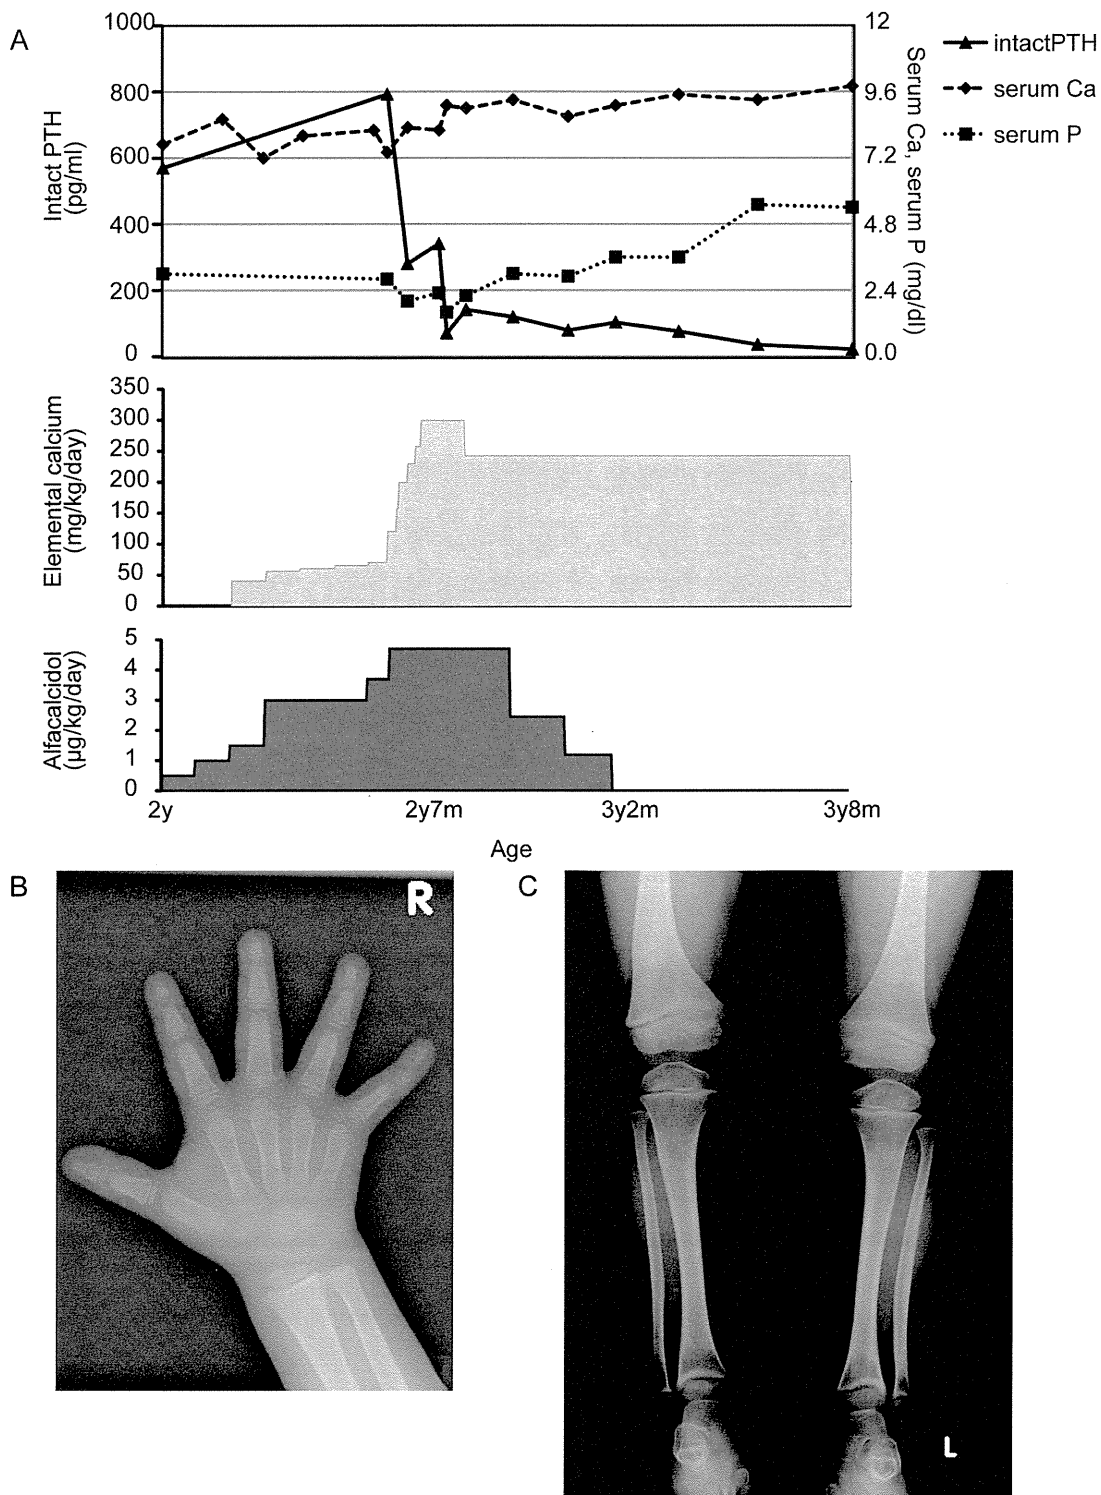 A
1000
800
600
400
200
0
Intact PTH
(pg/ml)
12
9.6
7.2
4.8
2.4
0.0
Serum Ca, serum P (mg/dl)
intactPTH
serum Ca
serum P
350
300
250
200
150
100
50
0
Elemental calcium
(mg/kg/day)
5
4
3
2
1
0
Alfacalcidol
(µg/kg/day)
2y 2y7m 3y2m 3y8m
Age
B
R
C
L